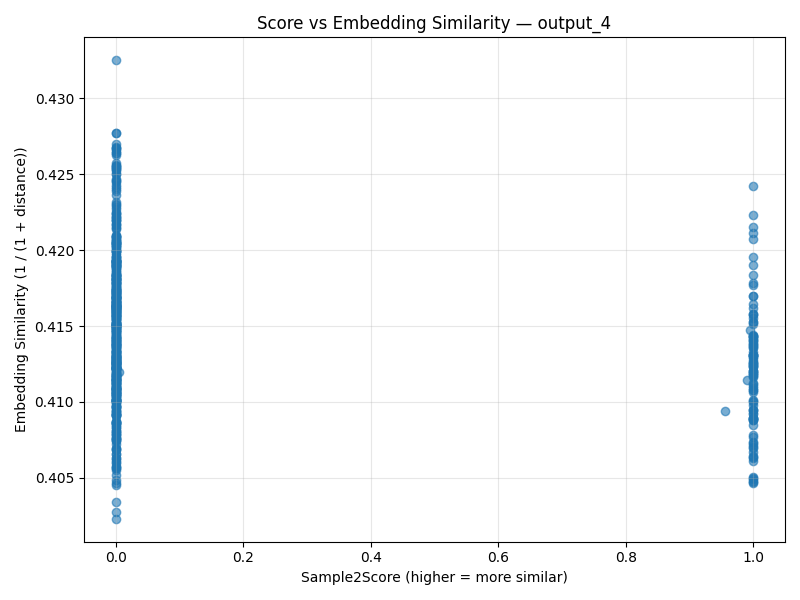 Score vs Embedding Similarity — output_4
Embedding Similarity (1 / (1 + distance))
0.430
0.425
0.420
0.415
0.410
0.405
0.0 0.2 0.4 0.6 0.8 1.0
Sample2Score (higher = more similar)